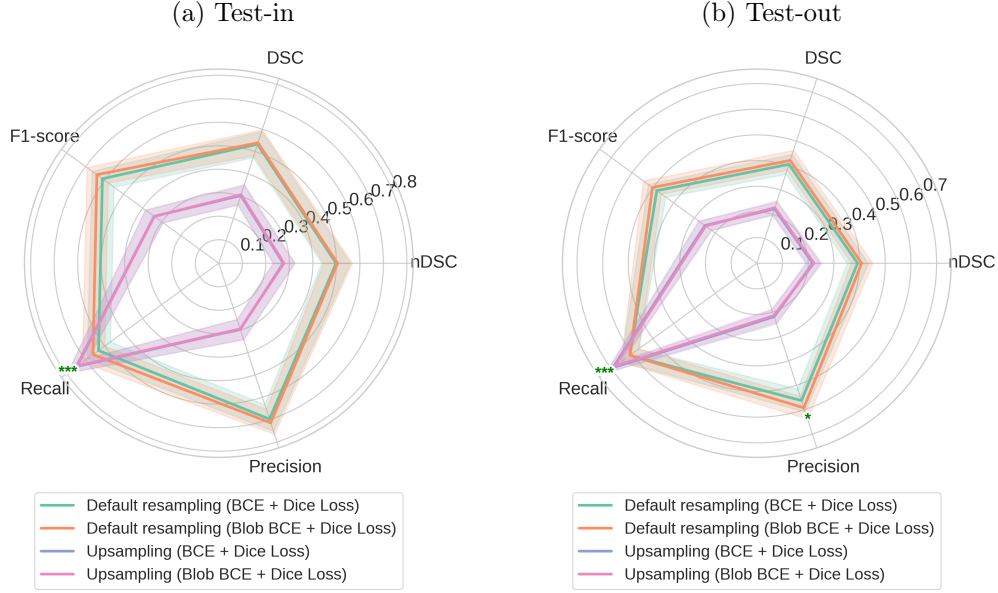 (a) Test-in
DSC
F1-score
0.1
0.2
0.3
0.4
0.5
0.6
0.7
0.8
nDSC
***
Recall
Precision
Default resampling (BCE + Dice Loss)
Default resampling (Blob BCE + Dice Loss)
Upsampling (BCE + Dice Loss)
Upsampling (Blob BCE + Dice Loss)
(b) Test-out
DSC
F1-score
0.1
0.2
0.3
0.4
0.5
0.6
0.7
nDSC
***
Recall
*
Precision
Default resampling (BCE + Dice Loss)
Default resampling (Blob BCE + Dice Loss)
Upsampling (BCE + Dice Loss)
Upsampling (Blob BCE + Dice Loss)